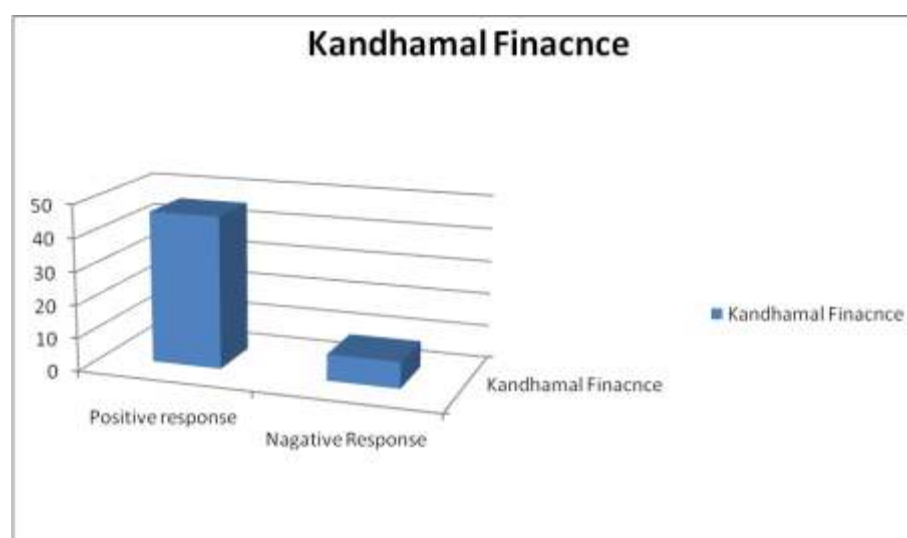 Kandhamal Finacnce
50
40
30
20
10
0
Positive response
Nagative Response
Kandhamal Finacnce
Kandhamal Finacnce